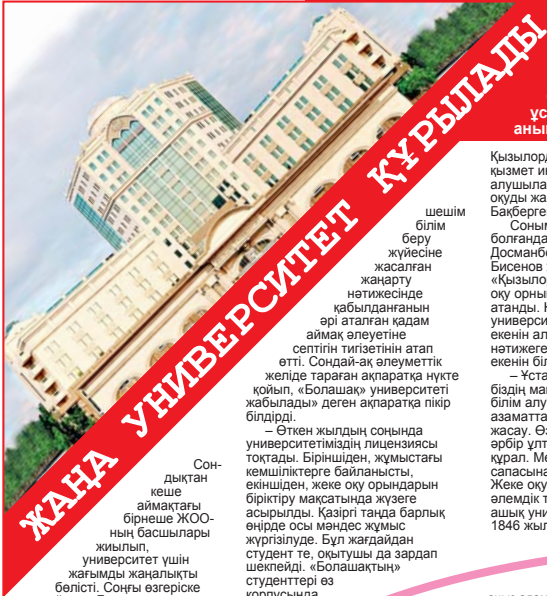 ЖАҢА УНИВЕРСИТЕТ ҚҰРЫЛАДЫ
Сон-
дықтан
кеше
аймақтағы
бірнеше ЖОО-
ның басшылары
жиылып,
университет үшін
жағымды жаңалықты
бөлісті. Соңғы өзгеріске
шешім
білім
беру
жүйесіне
жасалған
жаңарту
нәтижесінде
қабылданғанын
әрі аталған қадам
аймақ әлеуетіне
септігін тигізетінін атап
өтті. Сондай-ақ әлеуметтік
желіде тараған ақпаратқа нүкте
қойып, «Болашақ» университеті
жабылады» деген ақпаратқа пікір
білдірді.
– Өткен жылдың соңында
университетіміздің лицензиясы
тоқтады. Біріншіден, жұмыстағы
кемшіліктерге байланысты,
екіншіден, жеке оқу орындарын
біріктіру мақсатында жүзеге
асырылды. Қазіргі таңда барлық
өңірде осы мәндес жұмыс
жүргізілуде. Бұл жағдайдан
студент те, оқытушы да зардап
шекпейді. «Болашақтың»
студенттері өз
корпусында
ұс
аны
Қызылорд
қызмет и
алушыла
оқуды жа
Бақберге
Соным
болғанда
Досманбе
Бисенов
«Қызыло
оқу орны
атанды. Н
университ
екенін ал
нәтижеге
екенін біл
– Ұста
біздің ма
білім алу
азаматта
жасау. Өз
әрбір ұлт
құрал. Ме
сапасына
Жеке оқу
әлемдік т
ашық уни
1846 жыл